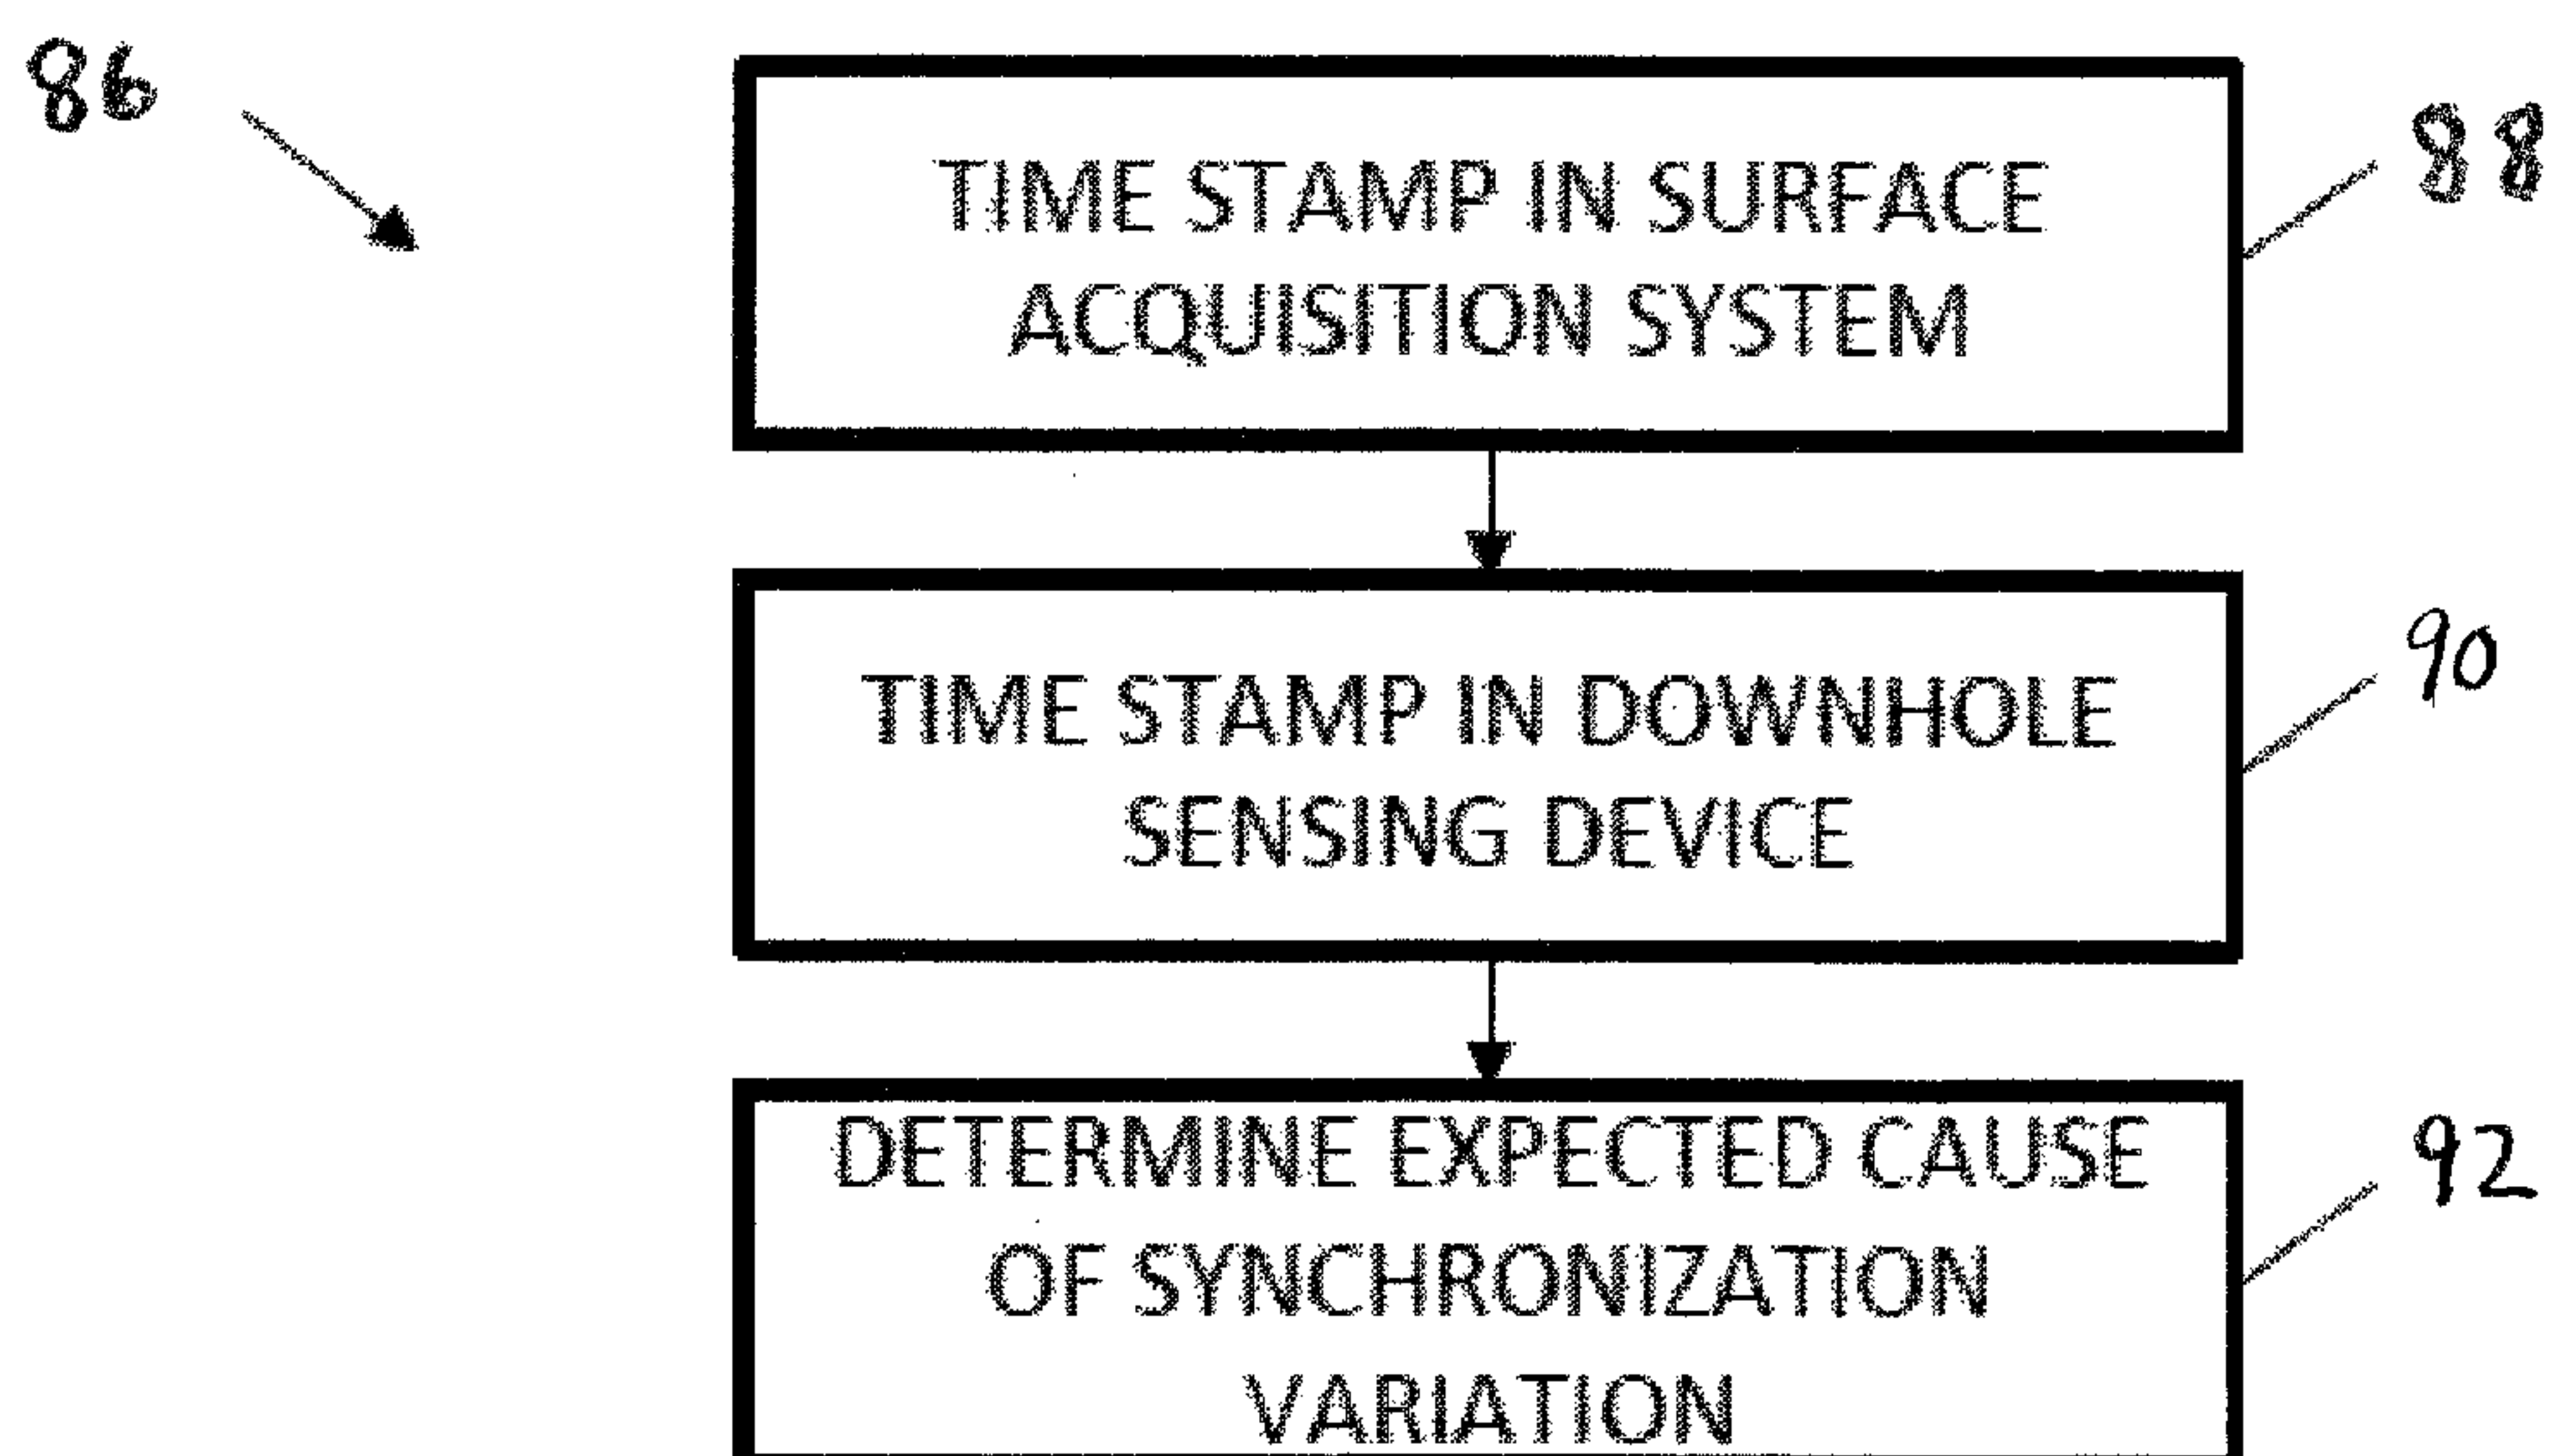 86
TIME STAMP IN SURFACE
ACQUISITION SYSTEM
88
TIME STAMP IN DOWNHOLE
SENSING DEVICE
90
DETERMINE EXPECTED CAUSE
OF SYNCHRONIZATION
VARIATION
92